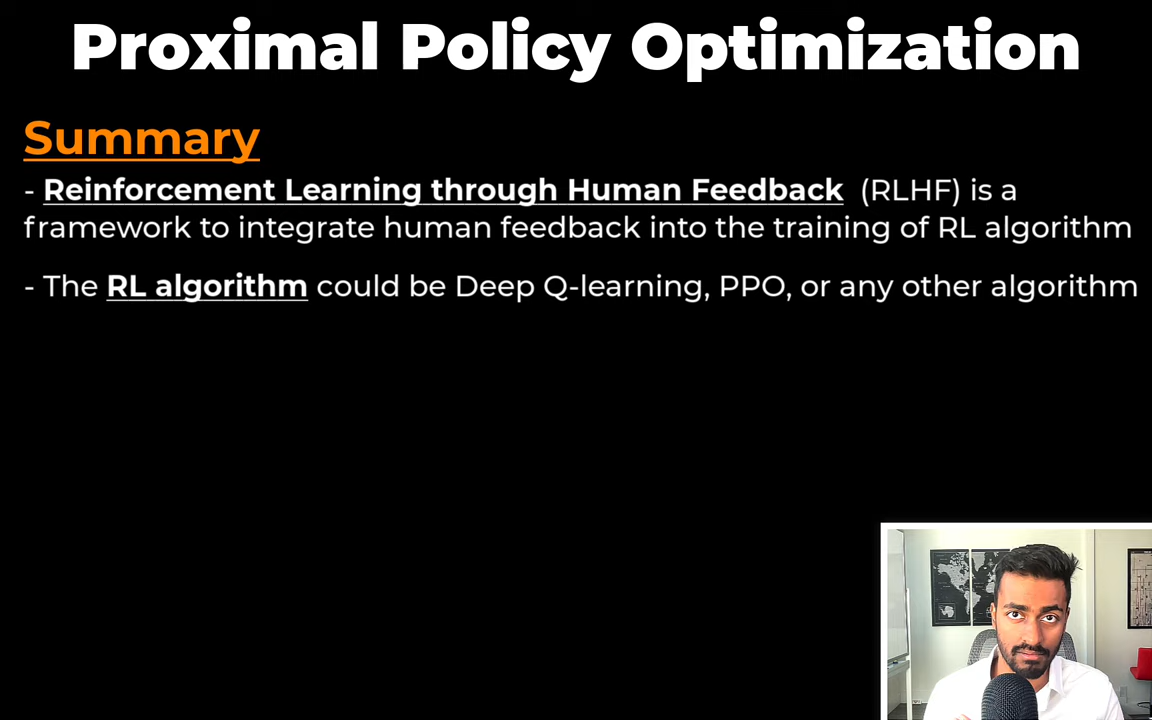 Proximal Policy Optimization
Summary
- Reinforcement Learning through Human Feedback (RLHF) is a
framework to integrate human feedback into the training of RL algorithm
- The RL algorithm could be Deep Q-learning, PPO, or any other algorithm